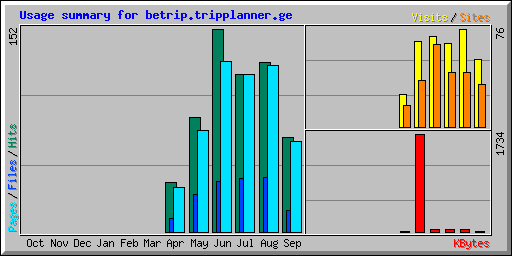 Usage summary for betrip.tripplanner.ge
Visits/Sites
152
76
Pages/Files/Hits
1734
Oct Nov Dec Jan Feb Mar Apr May Jun Jul Aug Sep
KBytes